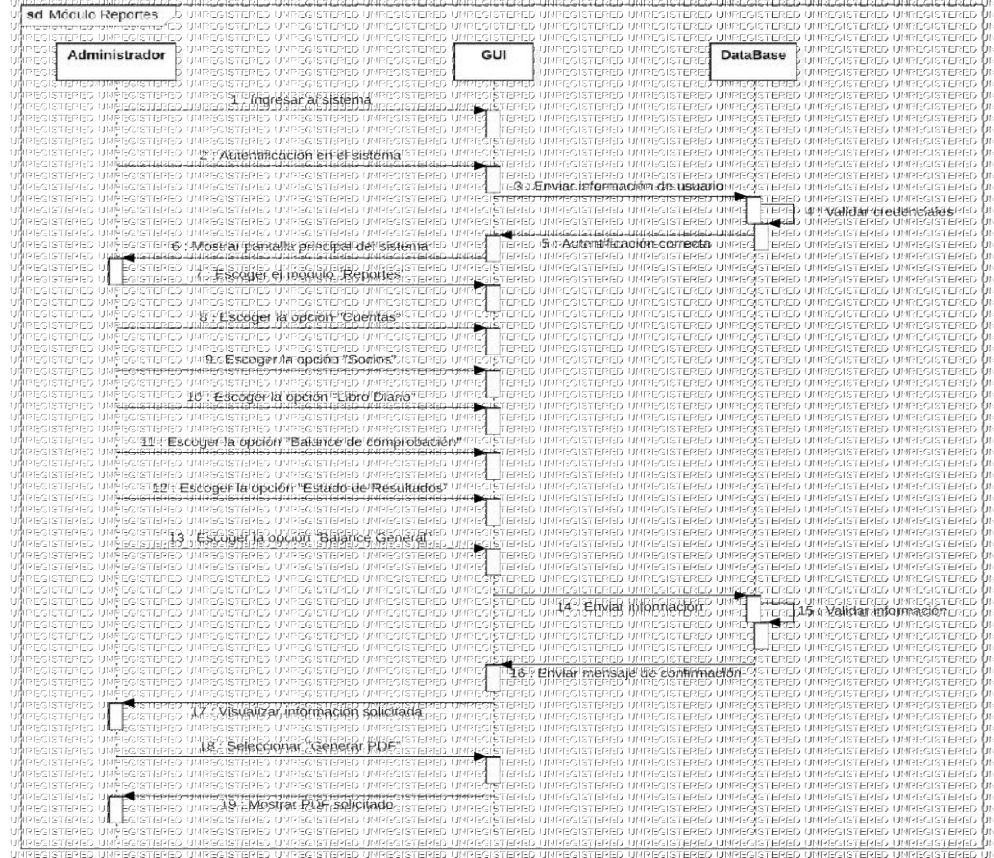 sd Módulo Reportes
Administrador
GUI
DataBase
1 : Ingresar al sistema
2 : Autentificación en el sistema
3 : Enviar información de usuario
4 : Validar credenciales
5 : Autentificación correcta
6 : Mostrar pantalla principal del sistema
7 : Escoger el módulo "Reportes
8 : Escoger la opción "Cuentas"
9 : Escoger la opción "Socios"
10 : Escoger la opción "Libro Diario"
11 : Escoger la opción "Balance de comprobación"
12 : Escoger la opción "Estado de Resultados"
13 : Escoger la opción "Balance General"
14 : Enviar información
15 : Validar información
16 : Enviar mensaje de confirmación
17 : Visualizar información solicitada
18 : Seleccionar "Generar PDF"
19 : Mostrar PDF solicitado